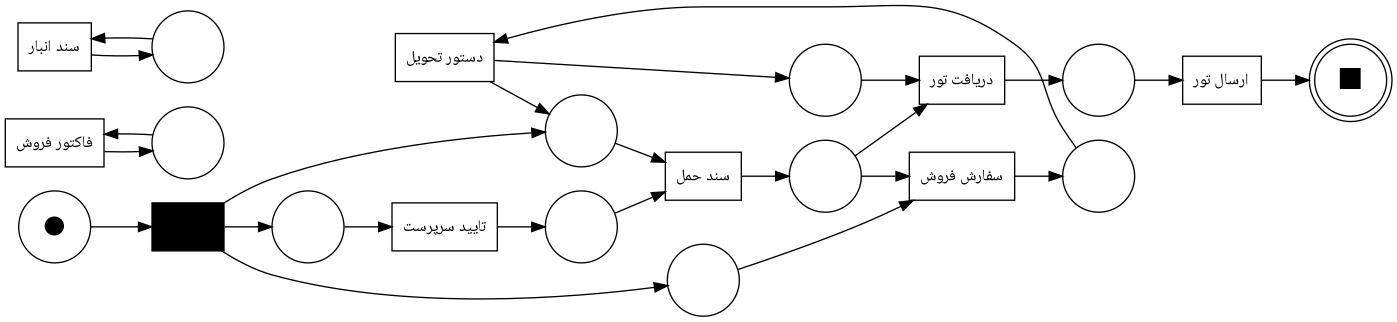 سند انبار
دستور تحویل
دریافت تور
ارسال تور
فاکتور فروش
سند حمل
سفارش فروش
تایید سرپرست